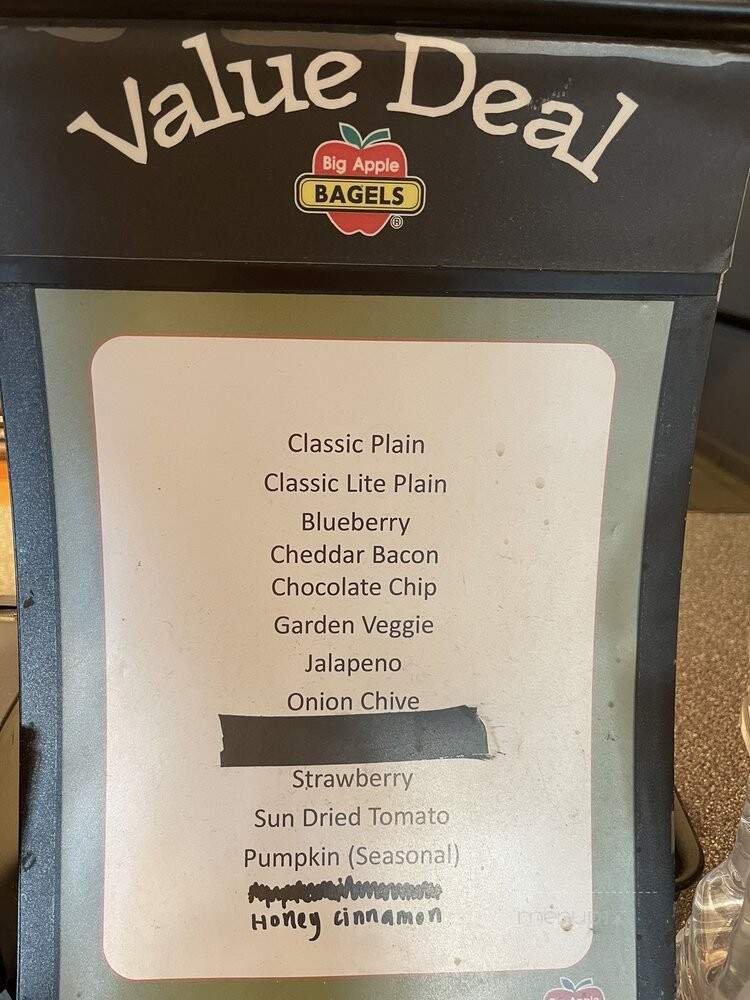 Value Deal
Big Apple
BAGELS
®
Classic Plain
Classic Lite Plain
Blueberry
Cheddar Bacon
Chocolate Chip
Garden Veggie
Jalapeno
Onion Chive
Strawberry
Sun Dried Tomato
Pumpkin (Seasonal)
Honey cinnamon